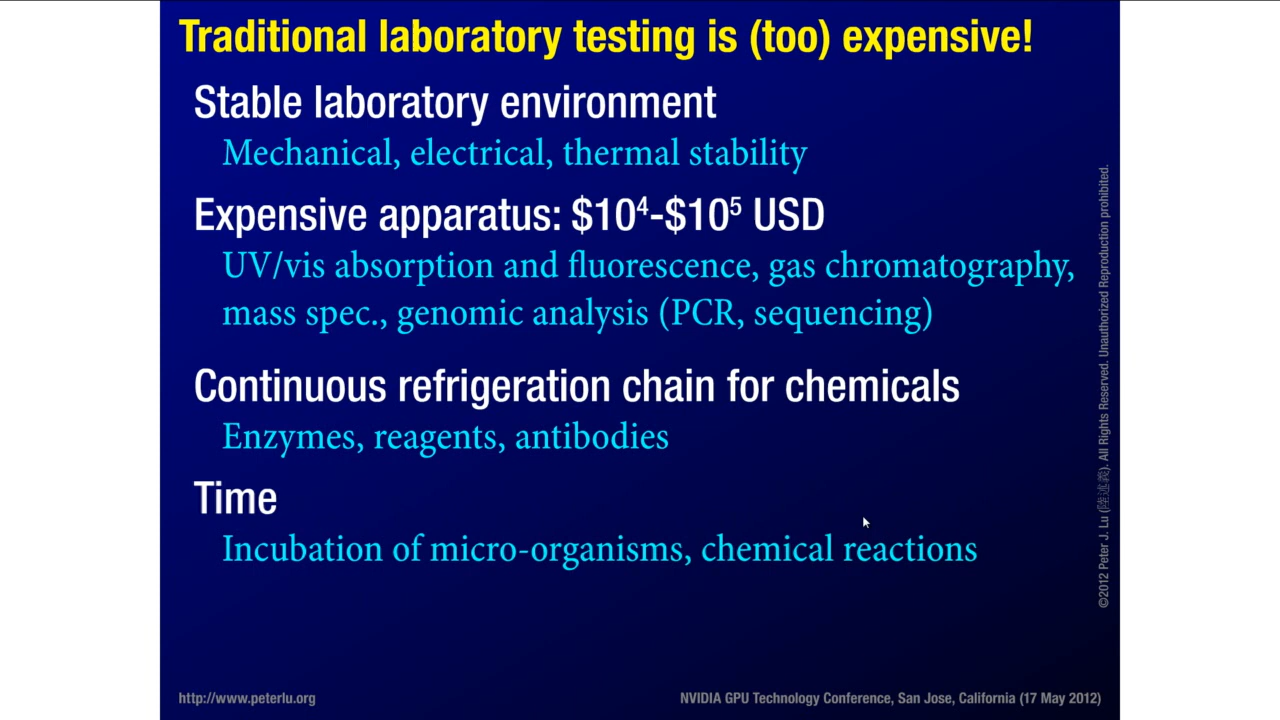 Traditional laboratory testing is (too) expensive!
Stable laboratory environment
Mechanical, electrical, thermal stability
Expensive apparatus: $10⁴-$10⁵ USD
UV/vis absorption and fluorescence, gas chromatography,
mass spec., genomic analysis (PCR, sequencing)
Continuous refrigeration chain for chemicals
Enzymes, reagents, antibodies
Time
Incubation of micro-organisms, chemical reactions
©2012 Peter J. Lu (陸述義). All Rights Reserved. Unauthorized Reproduction prohibited.
http://www.peterlu.org
NVIDIA GPU Technology Conference, San Jose, California (17 May 2012)